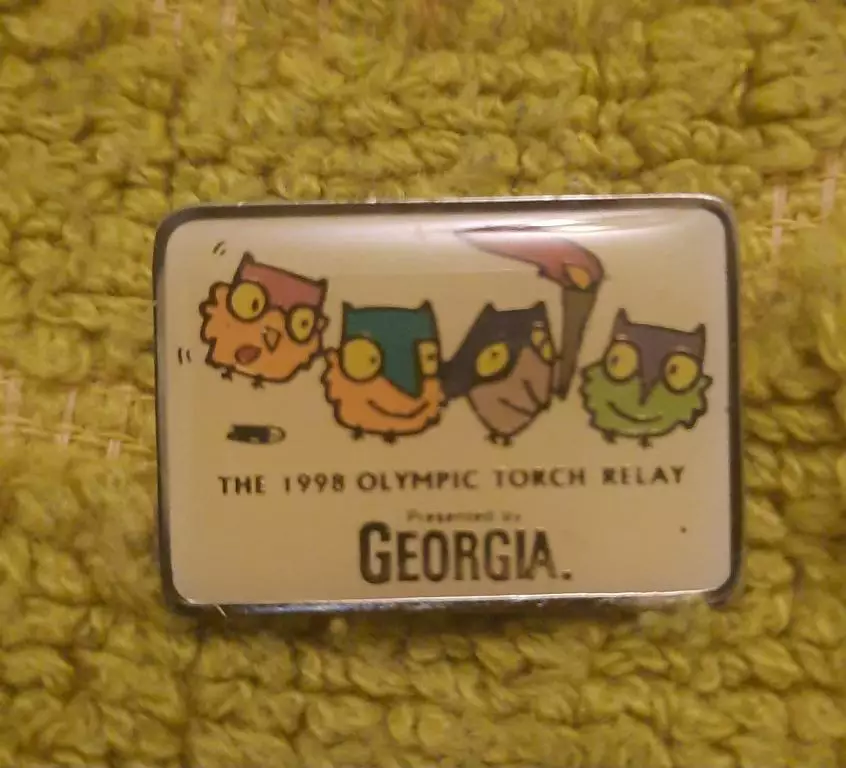 THE 1998 OLYMPIC TORCH RELAY
Presented by
GEORGIA.